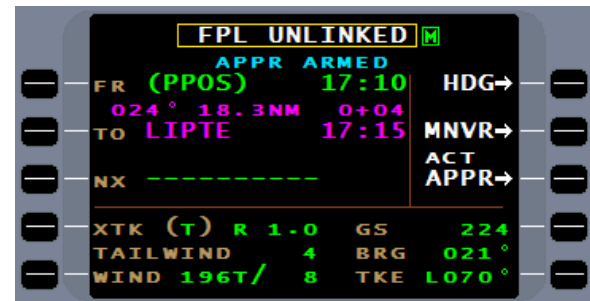 FPL UNLINKED M
APPR ARMED
FR (PPOS) 17:10 HDG→
024° 18.3NM 0+04
TO LIPTE 17:15 MNVR→
ACT
NX ---------- APPR→
XTK (T) R 1.0 GS 224
TAILWIND 4 BRG 021°
WIND 196T/ 8 TKE L070°